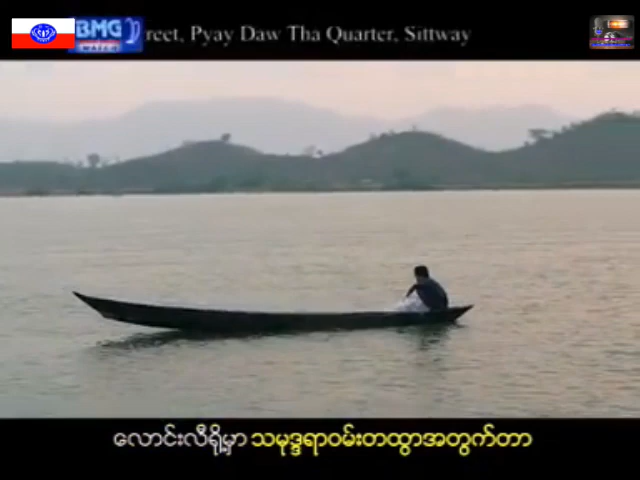 BMG
WATCH
reet, Pyay Daw Tha Quarter, Sittway
လောင်းလီရို့မှာ သမုဒ္ဒရာဝမ်းတထွာအတွက်တာ